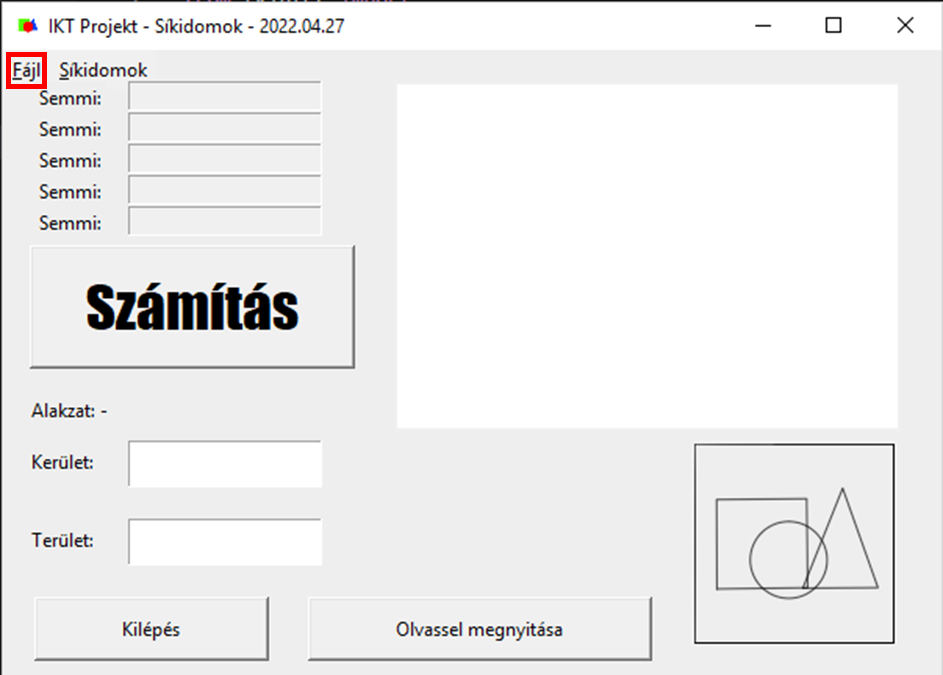 IKT Projekt - Síkidomok - 2022.04.27
Fájl Síkidomok
Semmi:
Semmi:
Semmi:
Semmi:
Semmi:
Számítás
Alakzat: -
Kerület:
Terület:
Kilépés
Olvassel megnyitása